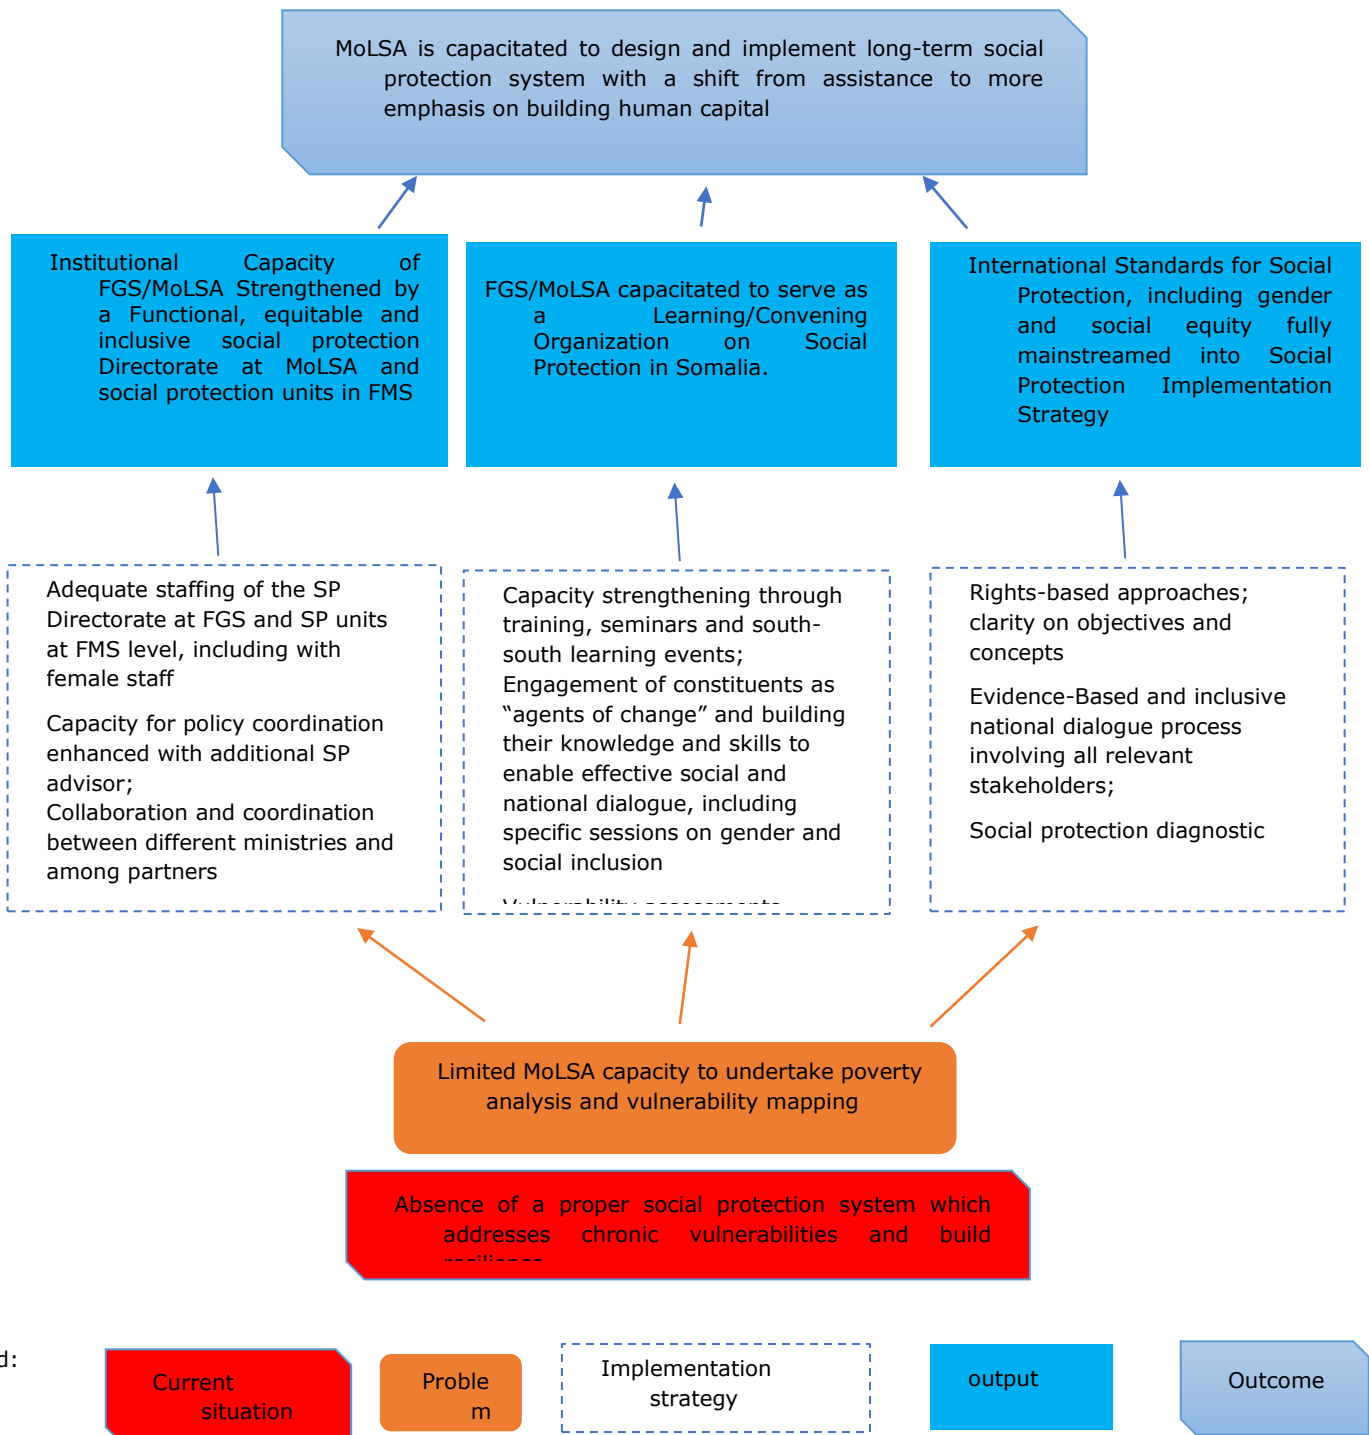 MoLSA is capacitated to design and implement long-term social
protection system with a shift from assistance to more
emphasis on building human capital
Institutional Capacity of
FGS/MoLSA Strengthened by
a Functional, equitable and
inclusive social protection
Directorate at MoLSA and
social protection units in FMS
FGS/MoLSA capacitated to serve as
a Learning/Convening
Organization on Social
Protection in Somalia.
International Standards for Social
Protection, including gender
and social equity fully
mainstreamed into Social
Protection Implementation
Strategy
Adequate staffing of the SP
Directorate at FGS and SP units
at FMS level, including with
female staff
Capacity for policy coordination
enhanced with additional SP
advisor;
Collaboration and coordination
between different ministries and
among partners
Capacity strengthening through
training, seminars and south-
south learning events;
Engagement of constituents as
“agents of change” and building
their knowledge and skills to
enable effective social and
national dialogue, including
specific sessions on gender and
social inclusion
Vulnerability assessments
Rights-based approaches;
clarity on objectives and
concepts
Evidence-Based and inclusive
national dialogue process
involving all relevant
stakeholders;
Social protection diagnostic
Limited MoLSA capacity to undertake poverty
analysis and vulnerability mapping
Absence of a proper social protection system which
addresses chronic vulnerabilities and build
resilience
d:
Current
situation
Proble
m
Implementation
strategy
output
Outcome